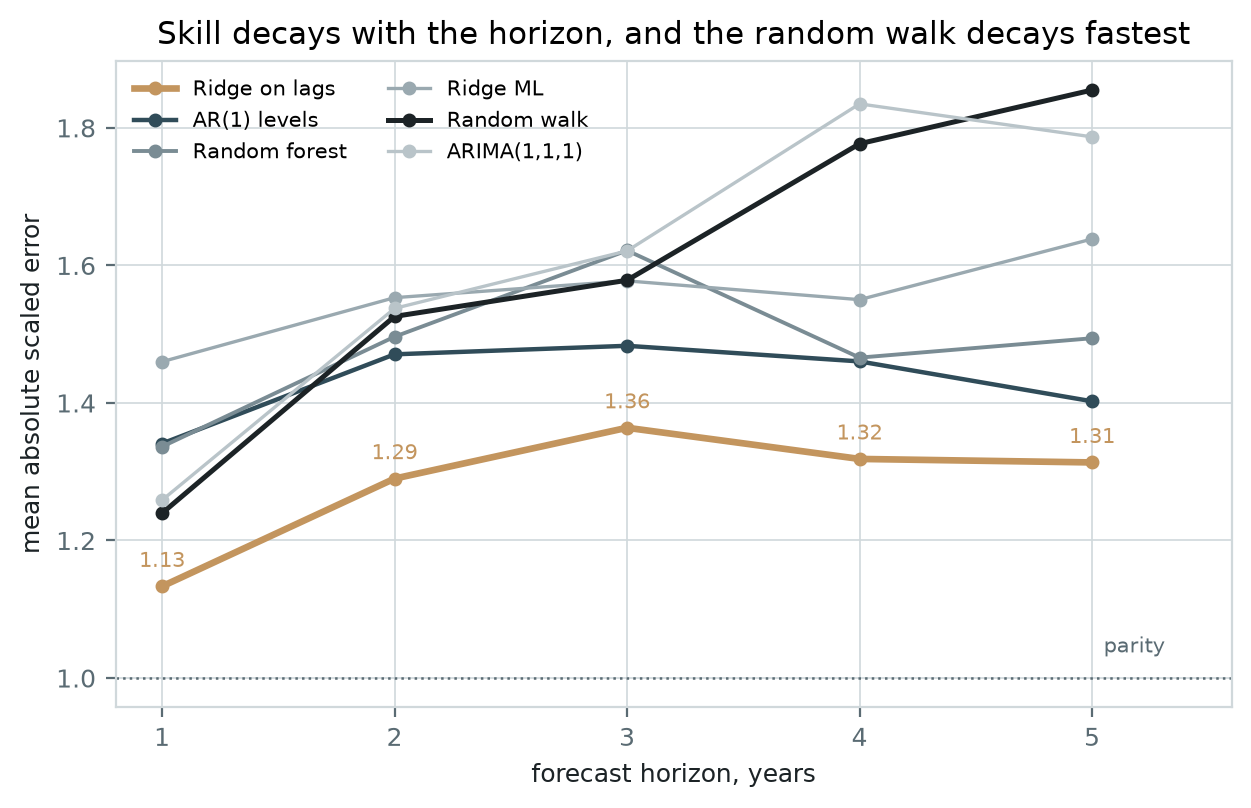 Skill decays with the horizon, and the random walk decays fastest
Ridge on lags
AR(1) levels
Random forest
Ridge ML
Random walk
ARIMA(1,1,1)
mean absolute scaled error
1.8
1.6
1.4
1.2
1.0
1.13
1.29
1.36
1.32
1.31
parity
1 2 3 4 5
forecast horizon, years